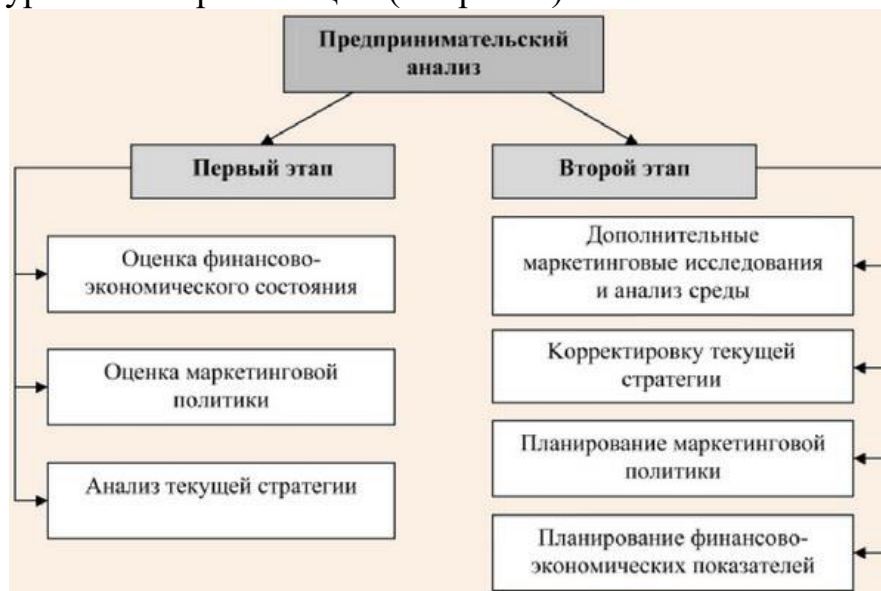 Предпринимательский
анализ
Первый этап
Оценка финансово-
экономического состояния
Оценка маркетинговой
политики
Анализ текущей стратегии
Второй этап
Дополнительные
маркетинговые исследования
и анализ среды
Корректировку текущей
стратегии
Планирование маркетинговой
политики
Планирование финансово-
экономических показателей